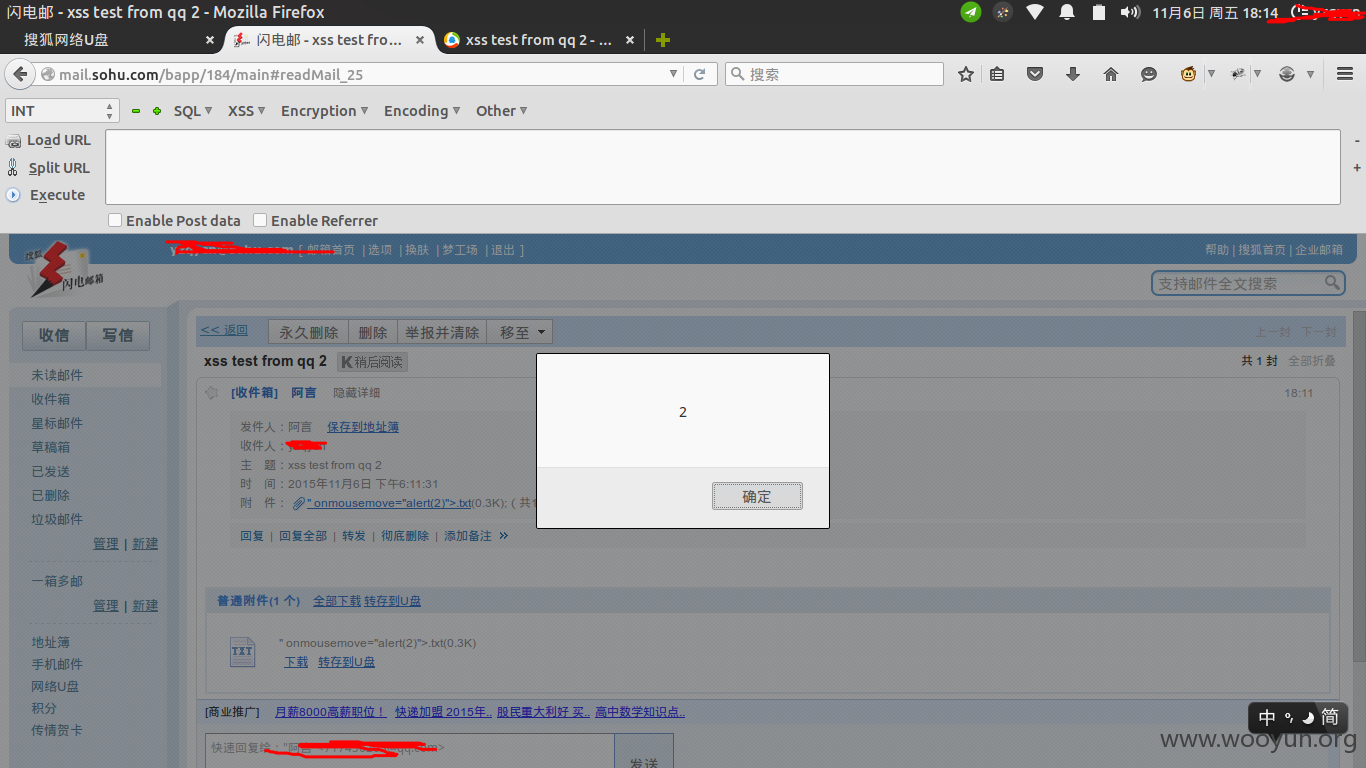 闪电邮 - xss test from qq 2 - Mozilla Firefox
11月6日 周五 18:14
搜狐网络U盘 × 闪电邮 - xss test fro... × xss test from qq 2 - ... ×
mail.sohu.com/bapp/184/main#readMail_25
搜索
INT
SQL XSS Encryption Encoding Other
Load URL
Split URL
Execute
Enable Post data Enable Referrer
[ 邮箱首页 | 选项 | 换肤 | 梦工场 | 退出 ]
帮助 | 搜狐首页 | 企业邮箱
搜狐
闪电邮箱
支持邮件全文搜索
收信 写信
<< 返回 永久删除 删除 举报并清除 移至
上一封 下一封
xss test from qq 2 K 稍后阅读
共 1 封 全部折叠
未读邮件
收件箱
星标邮件
草稿箱
已发送
已删除
垃圾邮件
管理 | 新建
一箱多邮
管理 | 新建
地址簿
手机邮件
网络U盘
积分
传情贺卡
[收件箱] 阿言 隐藏详细
18:11
发件人：阿言 保存到地址簿
收件人：
主 题：xss test from qq 2
时 间：2015年11月6日 下午6:11:31
附 件： " onmousemove="alert(2)">.txt(0.3K); ( 共1
2
确定
回复 | 回复全部 | 转发 | 彻底删除 | 添加备注 »
普通附件(1 个) 全部下载 转存到U盘
TXT
" onmousemove="alert(2)">.txt(0.3K)
下载 转存到U盘
[商业推广] 月薪8000高薪职位！ 快递加盟 2015年.. 股民重大利好 买.. 高中数学知识点..
快速回复给："阿言
qq.com>
发送
中 简
www.wooyun.org